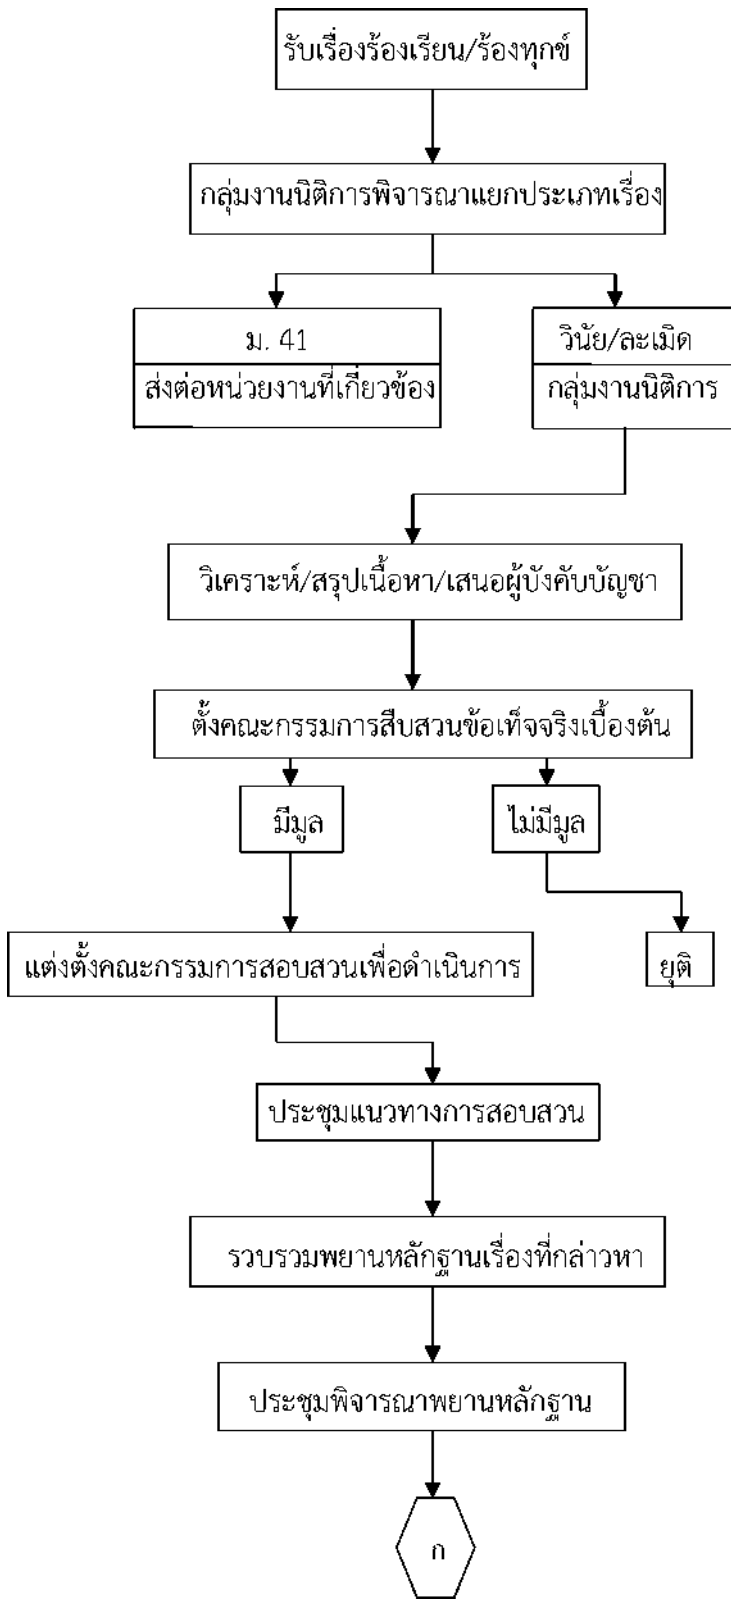 รับเรื่องร้องเรียน/ร้องทุกข์
กลุ่มงานนิติการพิจารณาแยกประเภทเรื่อง
ม. 41
ส่งต่อหน่วยงานที่เกี่ยวข้อง
วินัย/ละเมิด
กลุ่มงานนิติการ
วิเคราะห์/สรุปเนื้อหา/เสนอผู้บังคับบัญชา
ตั้งคณะกรรมการสืบสวนข้อเท็จจริงเบื้องต้น
มีมูล
ไม่มีมูล
แต่งตั้งคณะกรรมการสอบสวนเพื่อดำเนินการ
ยุติ
ประชุมแนวทางการสอบสวน
รวบรวมพยานหลักฐานเรื่องที่กล่าวหา
ประชุมพิจารณาพยานหลักฐาน
ก